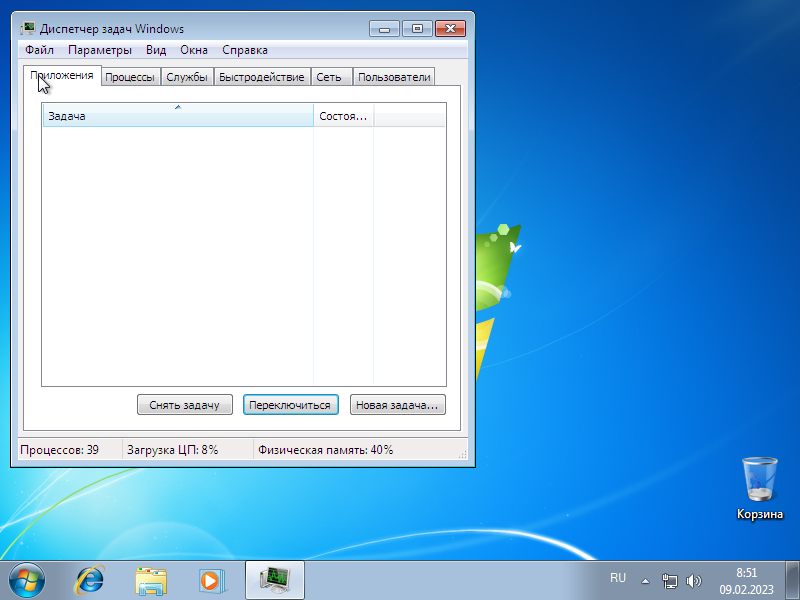 Диспетчер задач Windows
Файл Параметры Вид Окна Справка
Приложения Процессы Службы Быстродействие Сеть Пользователи
Задача Состоя...
Снять задачу Переключиться Новая задача...
Процессов: 39 Загрузка ЦП: 8% Физическая память: 40%
Корзина
RU 8:51
09.02.2023